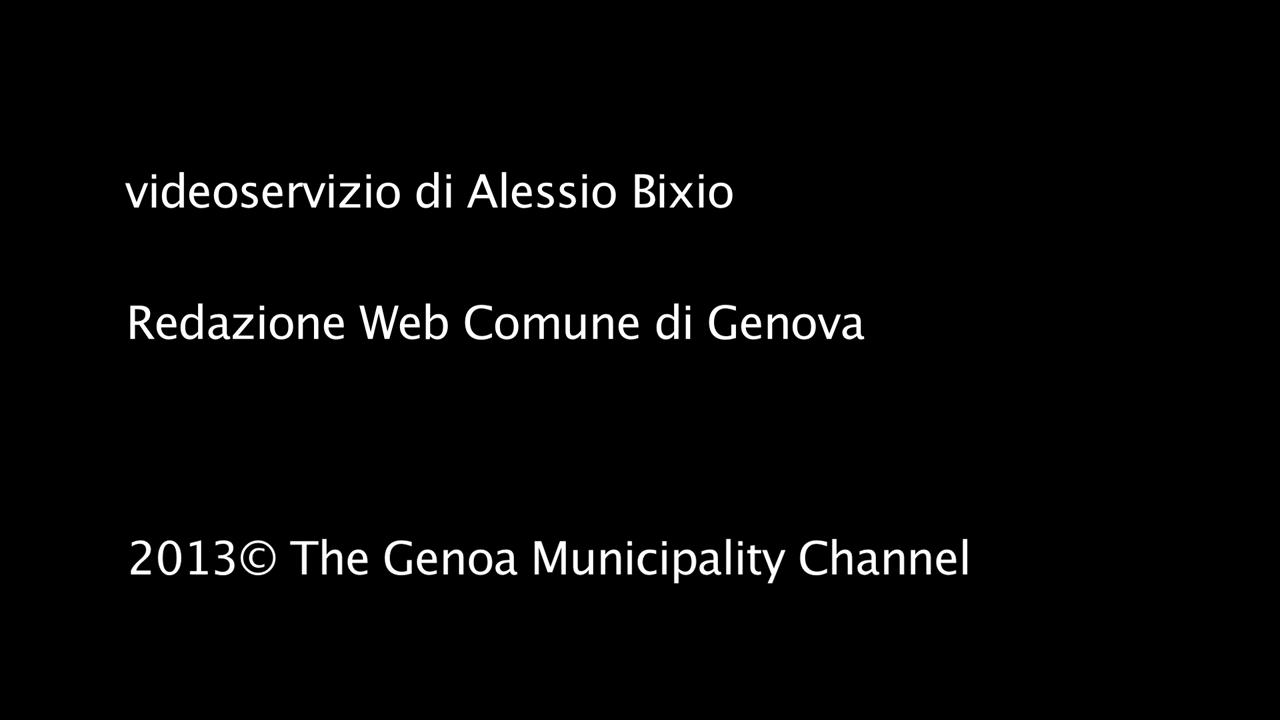 videoservizio di Alessio Bixio
Redazione Web Comune di Genova
2013© The Genoa Municipality Channel